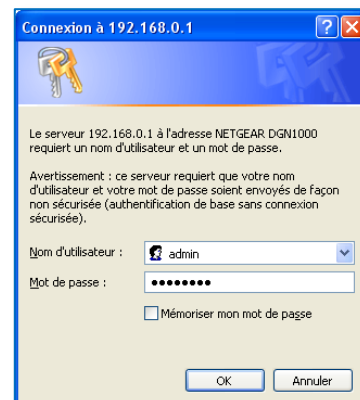 Connexion à 192.168.0.1
Le serveur 192.168.0.1 à l'adresse NETGEAR DGN1000
requiert un nom d'utilisateur et un mot de passe.
Avertissement : ce serveur requiert que votre nom
d'utilisateur et votre mot de passe soient envoyés de façon
non sécurisée (authentification de base sans connexion
sécurisée).
Nom d'utilisateur : admin
Mot de passe : ●●●●●●●●
Mémoriser mon mot de passe
OK Annuler